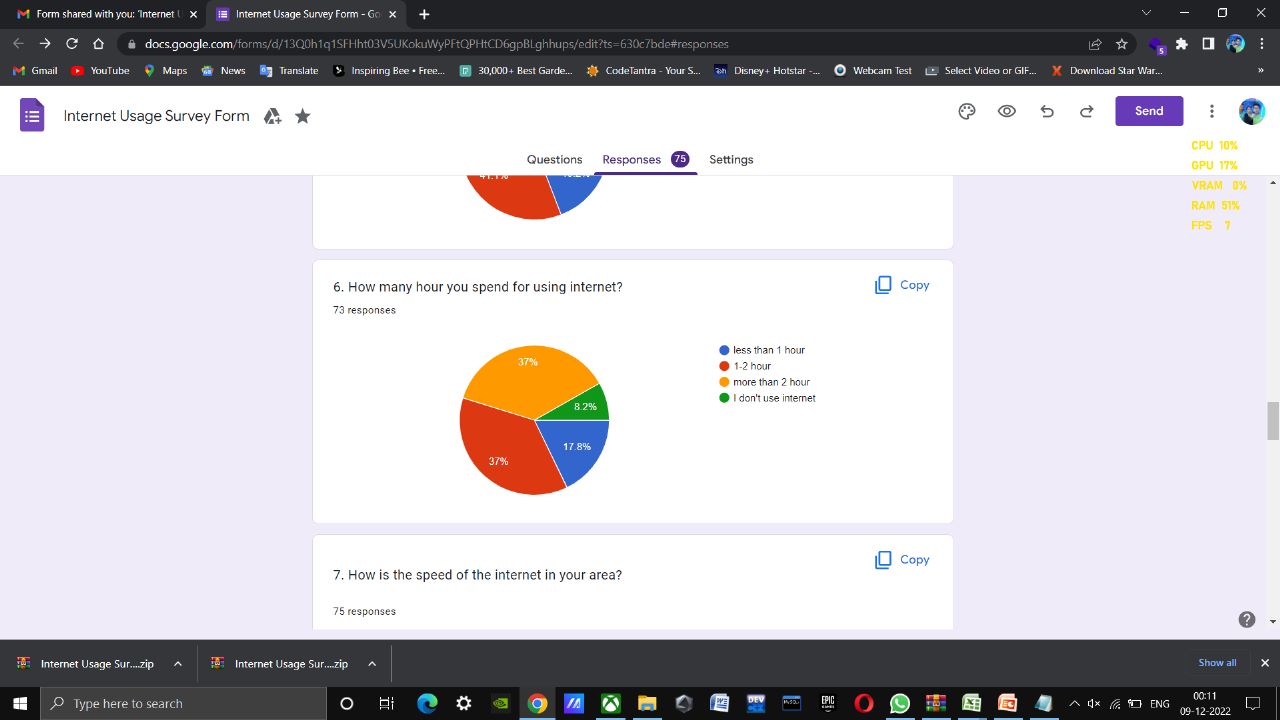 Form shared with you: 'Internet U
Internet Usage Survey Form - Go
docs.google.com/forms/d/13Q0h1q1SFHht03V5UKokuWyPFtQPHtCD6gpBLghhups/edit?ts=630c7bde#responses
5
Gmail YouTube Maps News Translate Inspiring Bee • Free... 30,000+ Best Garde... CodeTantra - Your S... Disney+ Hotstar -... Webcam Test Select Video or GIF... Download Star War... »
Internet Usage Survey Form
Send
Questions Responses 75 Settings
CPU 10%
GPU 17%
VRAM 8%
RAM 51%
FPS 7
41.1%
6. How many hour you spend for using internet?
Copy
73 responses
37%
8.2%
17.8%
37%
less than 1 hour
1-2 hour
more than 2 hour
I don't use internet
7. How is the speed of the internet in your area?
Copy
75 responses
Internet Usage Sur....zip
Internet Usage Sur....zip
Show all
Type here to search
EPIC
ENG
00:11
09-12-2022